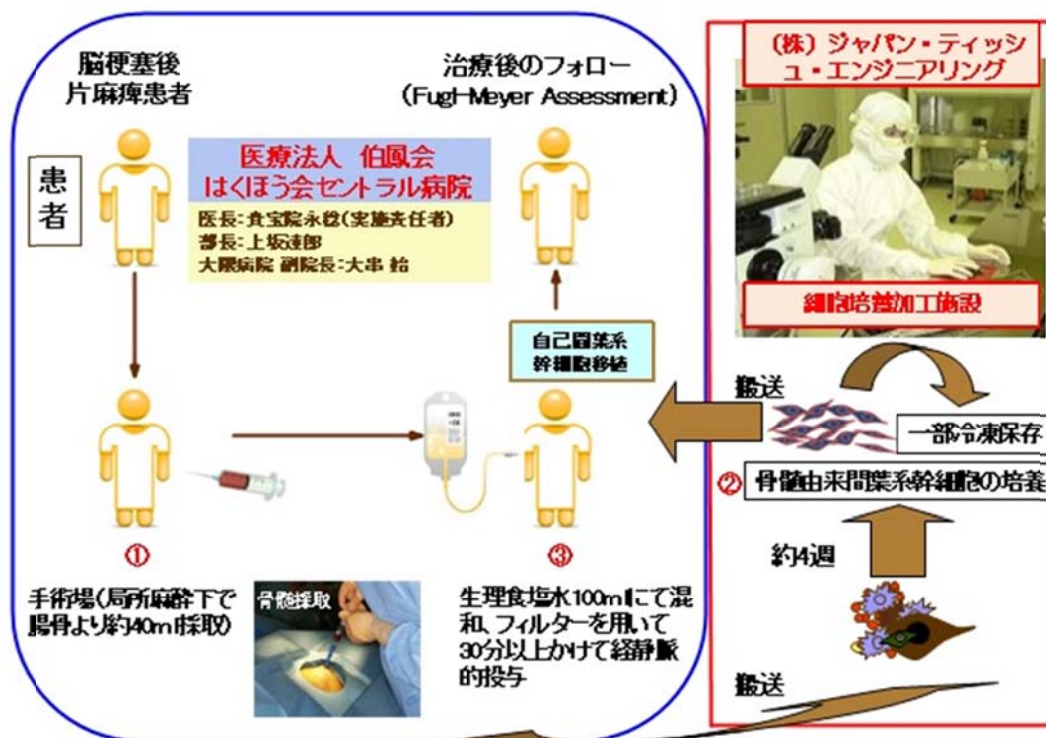 脳梗塞後
片麻痺患者
治療後のフォロー
(Fugl-Meyer Assessment)
患者
医療法人 伯鳳会
はくほう会セントラル病院
医長:貴宝院永稔(実施責任者)
部長:上坂達郎
大隈病院 副院長:大串 始
自己間葉系
幹細胞移植
①
手術場(局所麻酔下で
腸骨より約40ml採取)
骨髄採取
③
生理食塩水100mlにて混
和、フィルターを用いて
30分以上かけて経静脈
的投与
(株)ジャパン・ティッシ
ュ・エンジニアリング
細胞培養加工施設
搬送
一部冷凍保存
② 骨髄由来間葉系幹細胞の培養
約4週
搬送